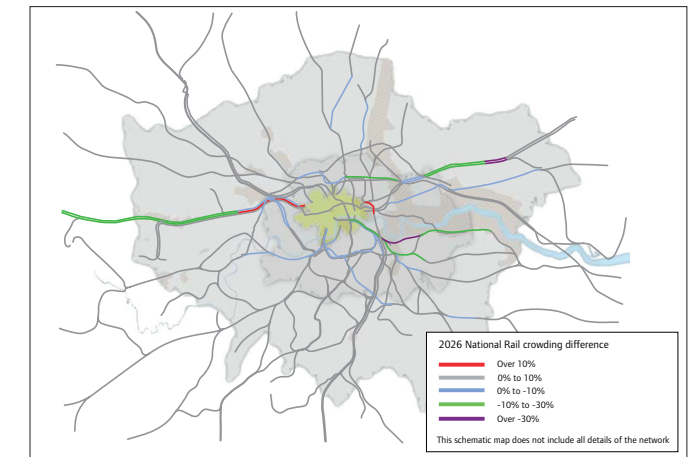 2026 National Rail crowding difference
Over 10%
0% to 10%
0% to -10%
-10% to -30%
Over -30%
This schematic map does not include all details of the network